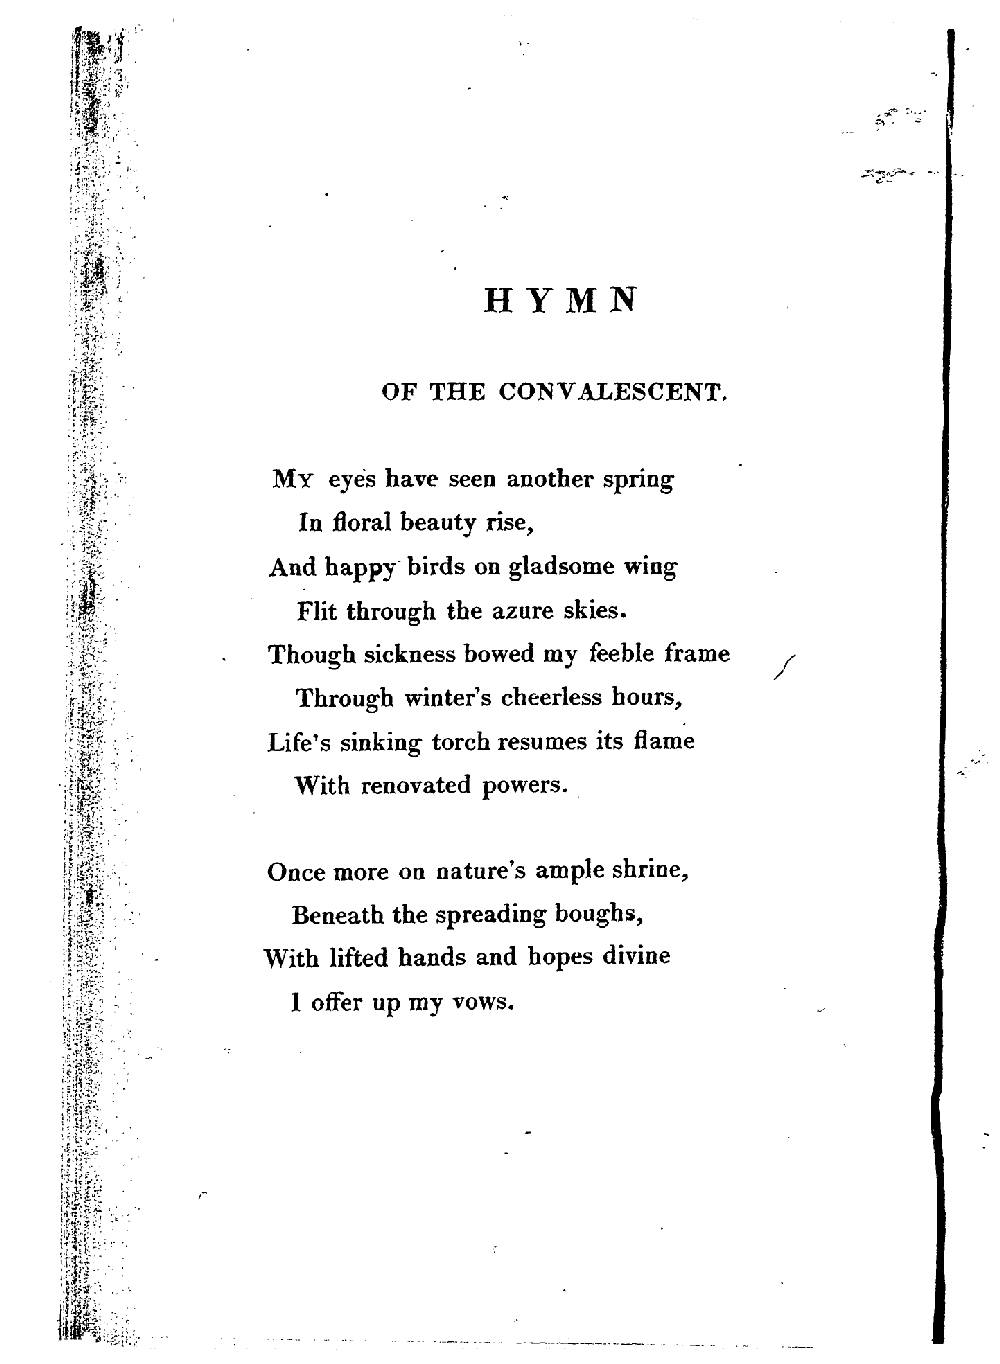 HYMN
OF THE CONVALESCENT.
My eyes have seen another spring
In floral beauty rise,
And happy birds on gladsome wing
Flit through the azure skies.
Though sickness bowed my feeble frame
Through winter's cheerless hours,
Life's sinking torch resumes its flame
With renovated powers.
Once more on nature's ample shrine,
Beneath the spreading boughs,
With lifted hands and hopes divine
I offer up my vows.